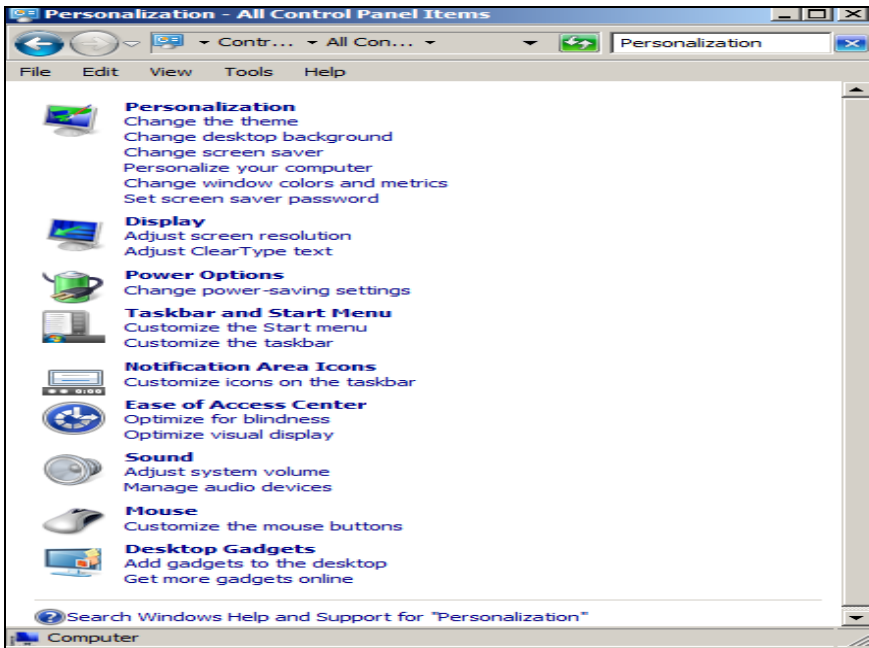 Personalization - All Control Panel Items
Contr... All Con... Personalization
File Edit View Tools Help
Personalization
Change the theme
Change desktop background
Change screen saver
Personalize your computer
Change window colors and metrics
Set screen saver password
Display
Adjust screen resolution
Adjust ClearType text
Power Options
Change power-saving settings
Taskbar and Start Menu
Customize the Start menu
Customize the taskbar
Notification Area Icons
Customize icons on the taskbar
Ease of Access Center
Optimize for blindness
Optimize visual display
Sound
Adjust system volume
Manage audio devices
Mouse
Customize the mouse buttons
Desktop Gadgets
Add gadgets to the desktop
Get more gadgets online
Search Windows Help and Support for "Personalization"
Computer